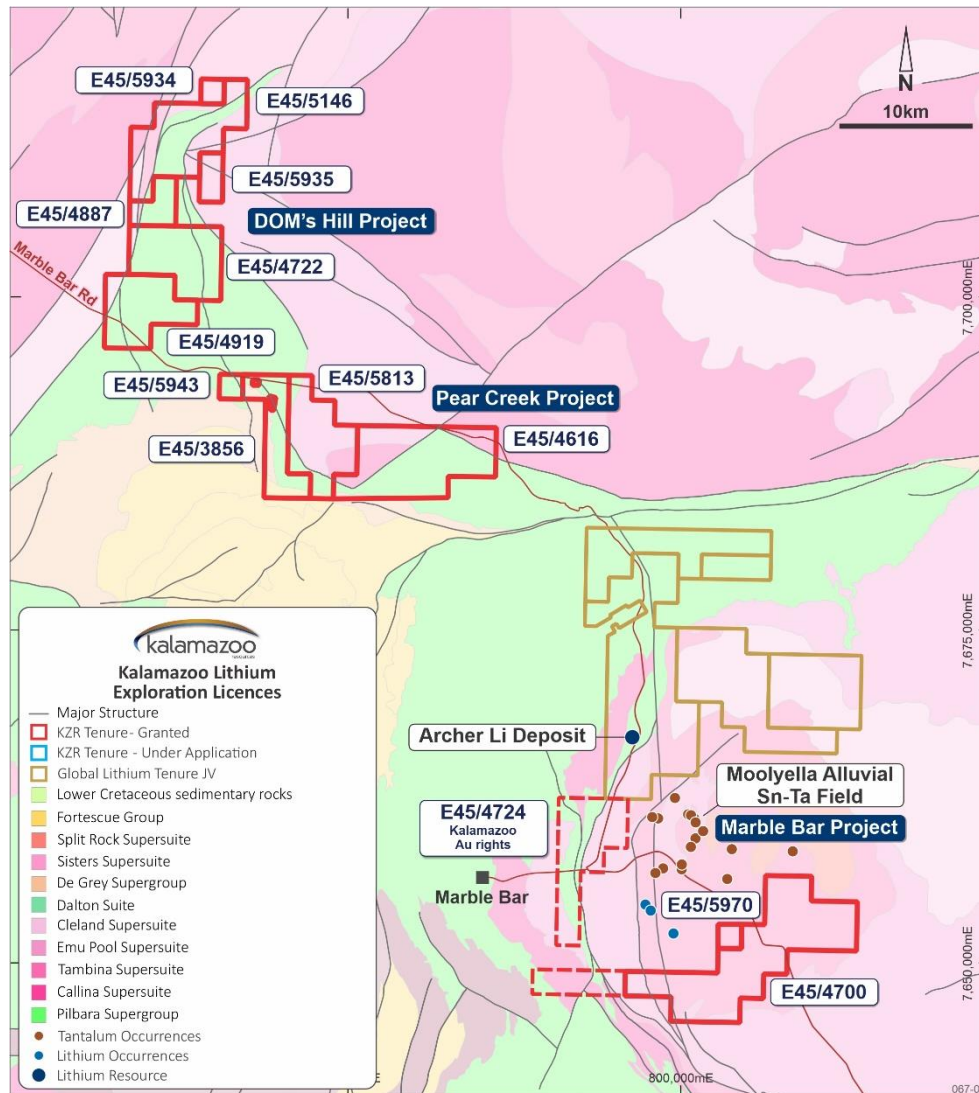 E45/5934
E45/5146
N
10km
E45/5935
E45/4887
DOM's Hill Project
Marble Bar Rd
E45/4722
7,700,000mE
E45/4919
E45/5943
E45/5813
Pear Creek Project
E45/3856
E45/4616
7,675,000mE
kalamazoo
resources
Kalamazoo Lithium
Exploration Licences
Major Structure
KZR Tenure- Granted
KZR Tenure - Under Application
Global Lithium Tenure JV
Lower Cretaceous sedimentary rocks
Fortescue Group
Split Rock Supersuite
Sisters Supersuite
De Grey Supergroup
Dalton Suite
Cleland Supersuite
Emu Pool Supersuite
Tambina Supersuite
Callina Supersuite
Pilbara Supergroup
Tantalum Occurrences
Lithium Occurrences
Lithium Resource
Archer Li Deposit
Moolyella Alluvial
Sn-Ta Field
E45/4724
Kalamazoo
Au rights
Marble Bar Project
Marble Bar
E45/5970
E45/4700
7,650,000mE
800,000mE